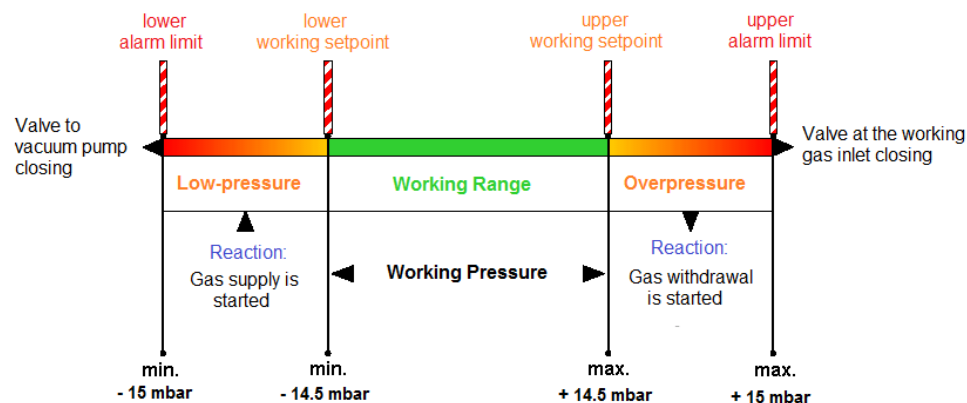 lower
alarm limit
lower
working setpoint
upper
working setpoint
upper
alarm limit
Valve to
vacuum pump
closing
Valve at the working
gas inlet closing
Low-pressure
Working Range
Overpressure
Reaction:
Gas supply is
started
Working Pressure
Reaction:
Gas withdrawal
is started
min.
- 15 mbar
min.
- 14.5 mbar
max.
+ 14.5 mbar
max.
+ 15 mbar